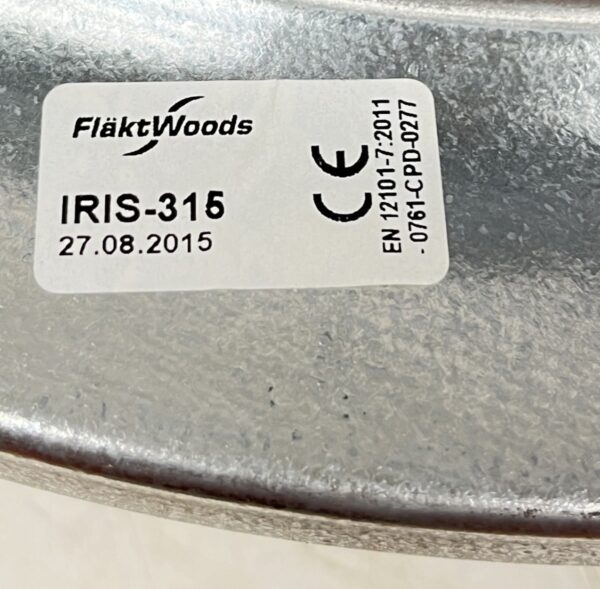 FläktWoods
IRIS-315
27.08.2015
CE
EN 12101-7:2011
- 0761-CPD-0277